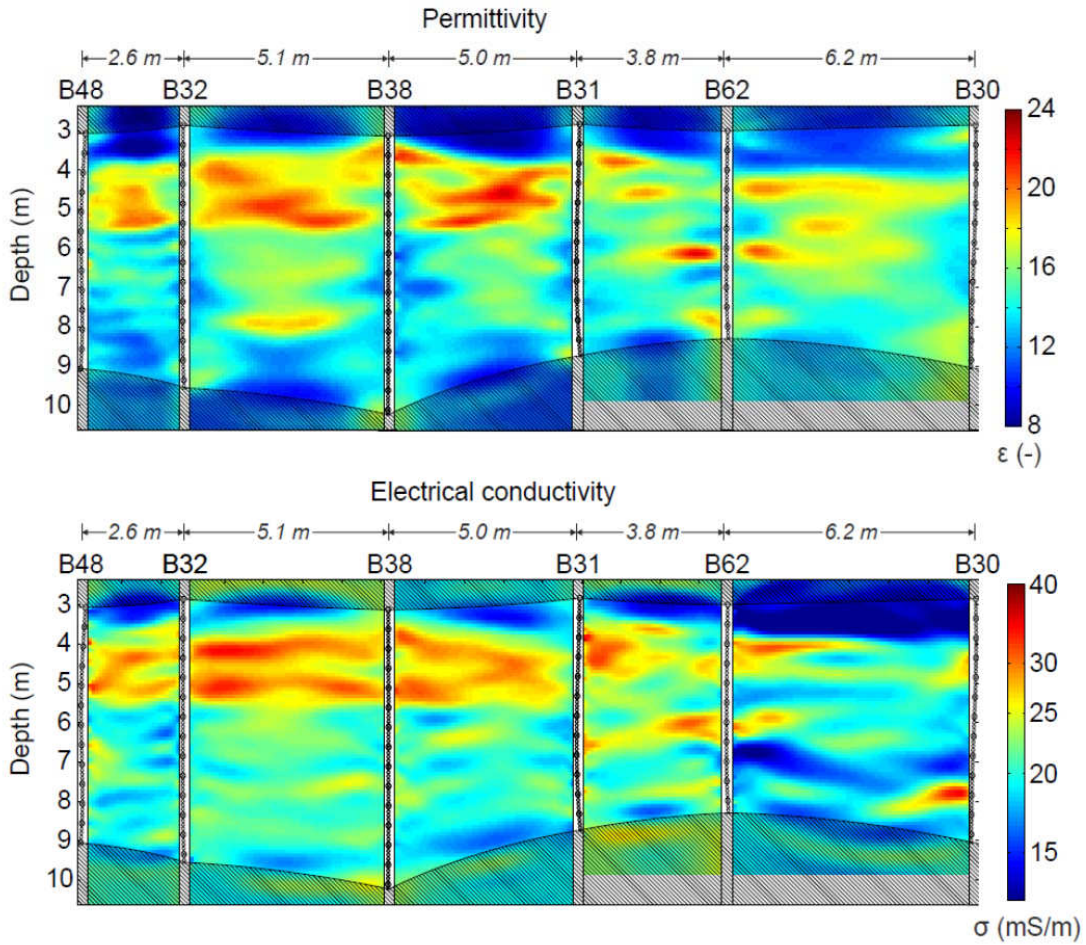 Permittivity
2.6 m 5.1 m 5.0 m 3.8 m 6.2 m
B48 B32 B38 B31 B62 B30
Depth (m)
3
4
5
6
7
8
9
10
24
20
16
12
8
ε (-)
Electrical conductivity
2.6 m 5.1 m 5.0 m 3.8 m 6.2 m
B48 B32 B38 B31 B62 B30
Depth (m)
3
4
5
6
7
8
9
10
40
30
25
20
15
σ (mS/m)